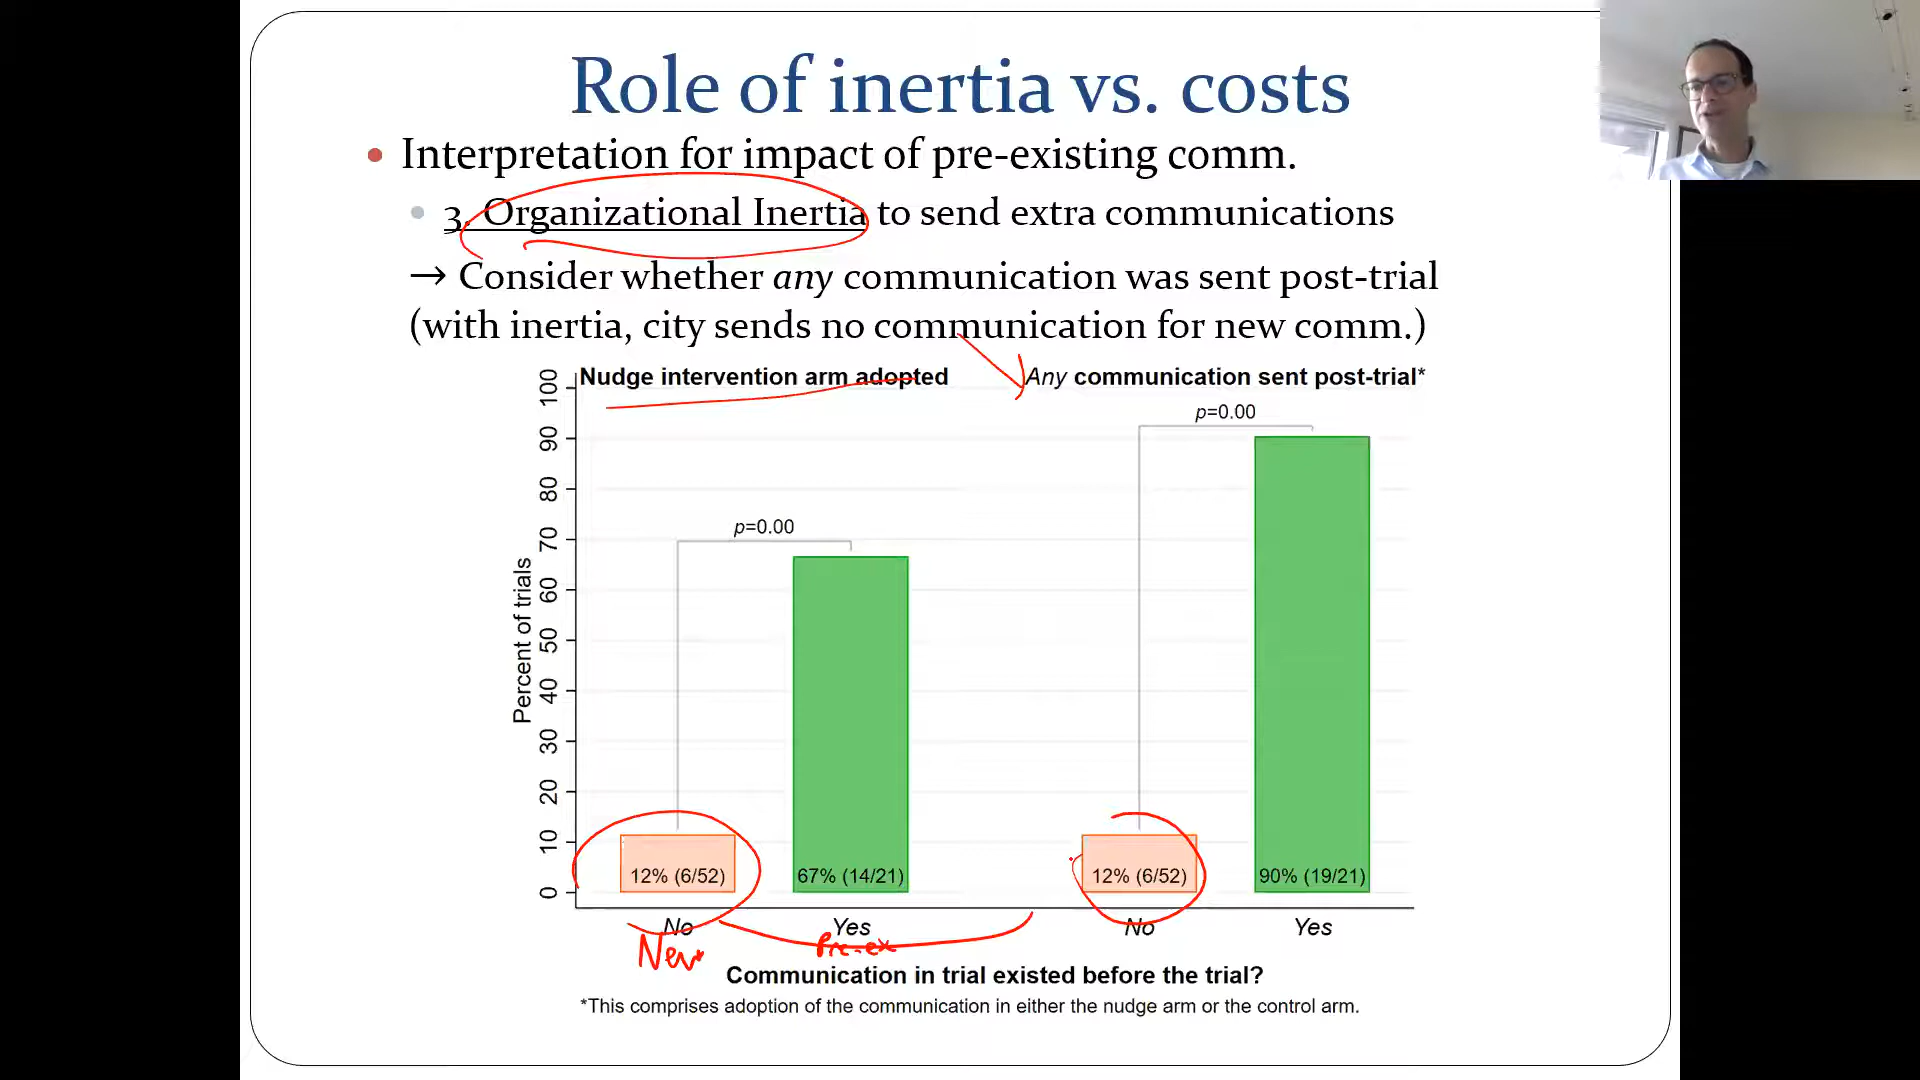 Role of inertia vs. costs
• Interpretation for impact of pre-existing comm.
• 3. Organizational Inertia to send extra communications
→ Consider whether any communication was sent post-trial
(with inertia, city sends no communication for new comm.)
Nudge intervention arm adopted
Any communication sent post-trial*
p=0.00
p=0.00
Percent of trials
100
90
80
70
60
50
40
30
20
10
0
12% (6/52)
67% (14/21)
12% (6/52)
90% (19/21)
No
Yes
No
Yes
New
Pre-ex
Communication in trial existed before the trial?
*This comprises adoption of the communication in either the nudge arm or the control arm.